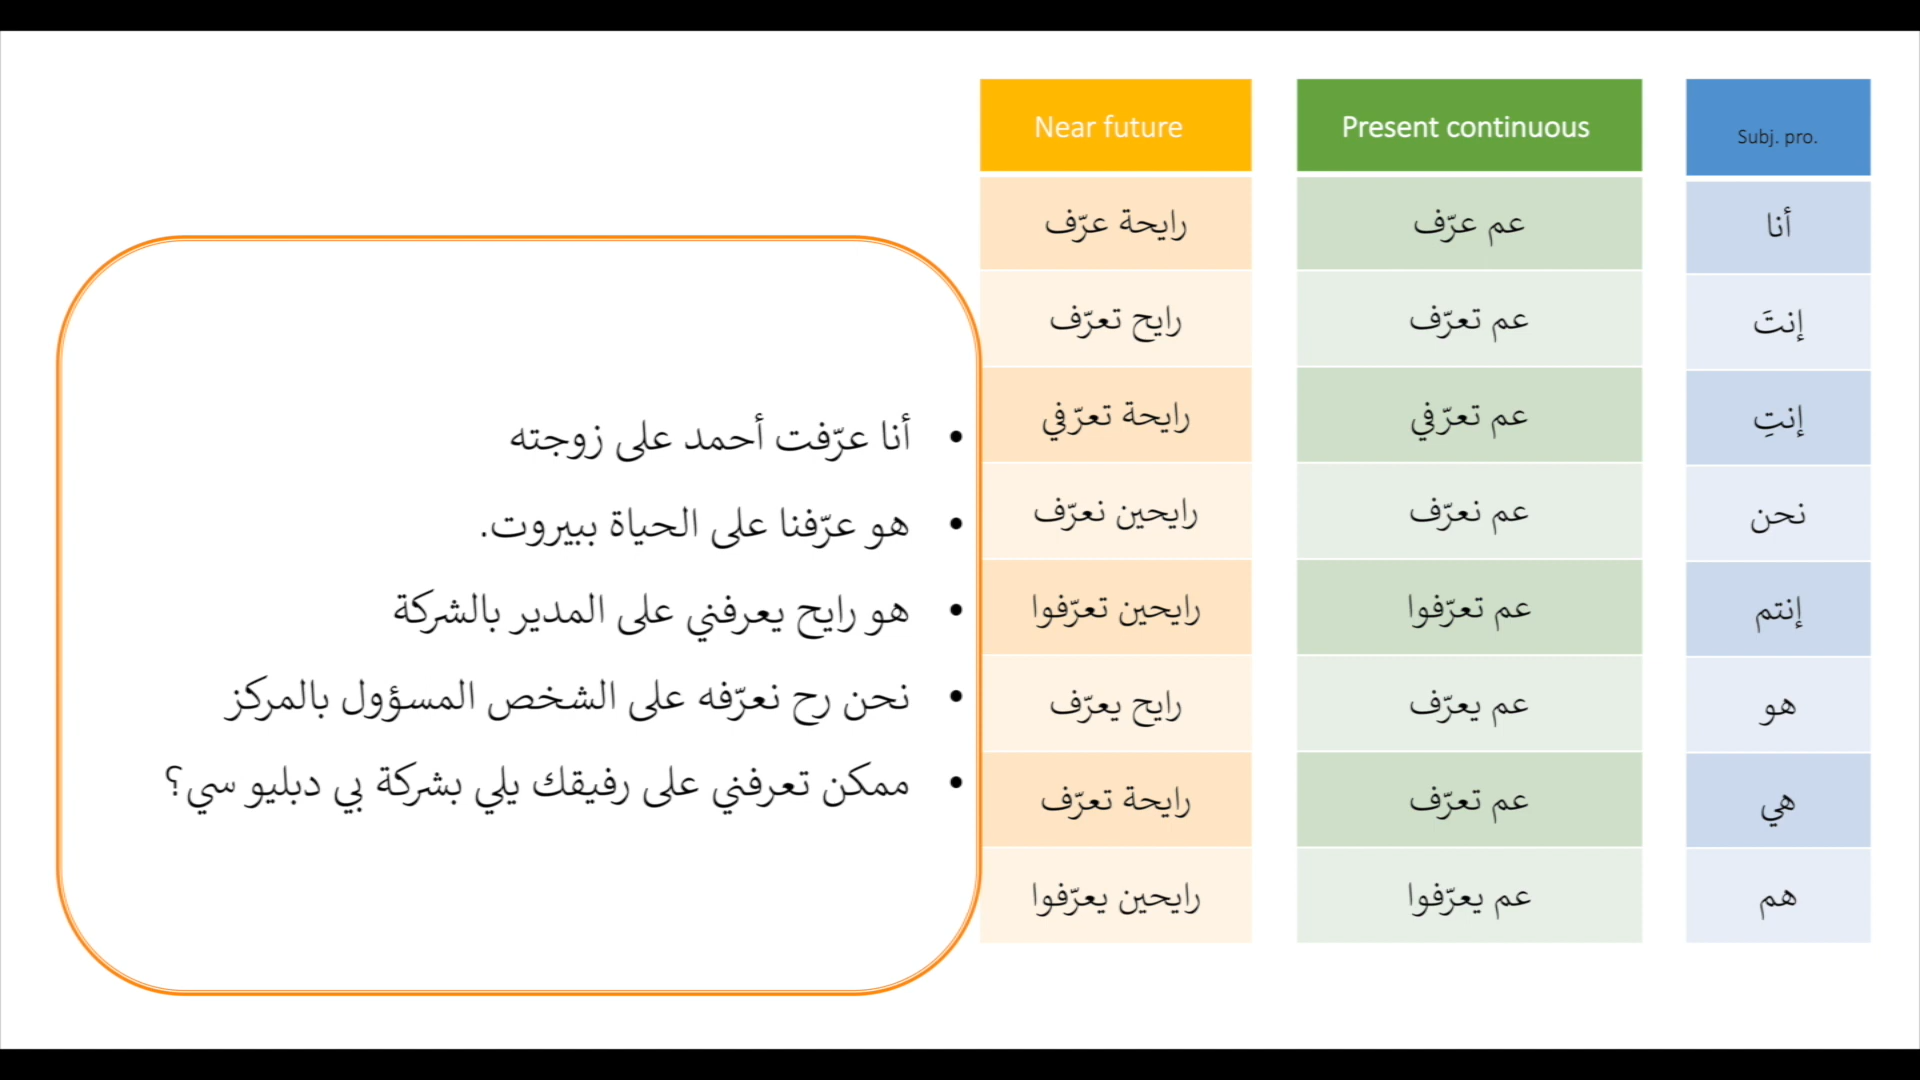 Subj. pro.
Present continuous
Near future
أنا
عم عرّف
رايحة عرّف
إنتَ
عم تعرّف
رايح تعرّف
إنتِ
عم تعرّفي
رايحة تعرّفي
نحن
عم نعرّف
رايحين نعرّف
إنتم
عم تعرّفوا
رايحين تعرّفوا
هو
عم يعرّف
رايح يعرّف
هي
عم تعرّف
رايحة تعرّف
هم
عم يعرّفوا
رايحين يعرّفوا
• أنا عرّفت أحمد على زوجته
• هو عرّفنا على الحياة ببيروت.
• هو رايح يعرفني على المدير بالشركة
• نحن رح نعرّفه على الشخص المسؤول بالمركز
• ممكن تعرفني على رفيقك يلي بشركة بي دبليو سي؟